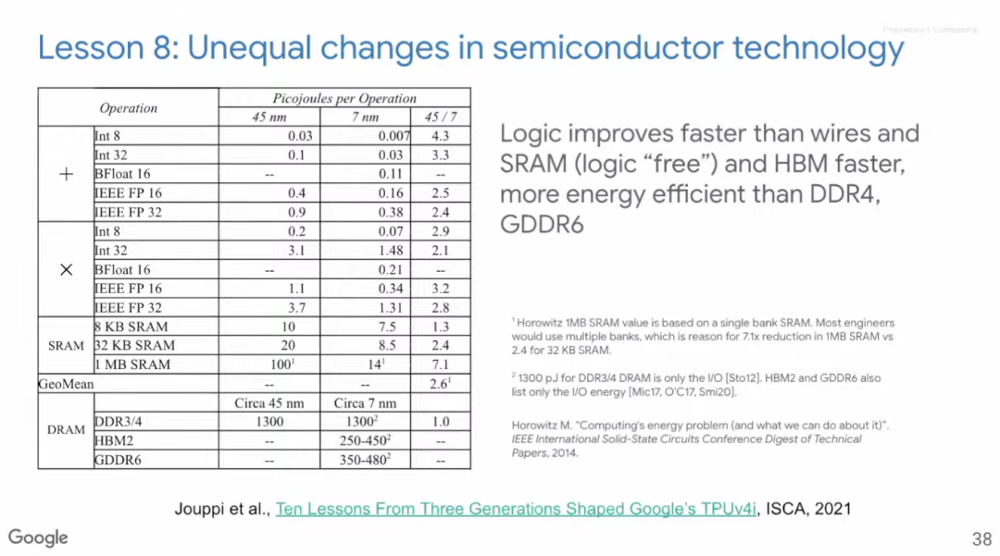 Proprietary + Confidential
Lesson 8: Unequal changes in semiconductor technology
Operation Picojoules per Operation
45 nm 7 nm 45 / 7
+ Int 8 0.03 0.007 4.3
Int 32 0.1 0.03 3.3
BFloat 16 -- 0.11 --
IEEE FP 16 0.4 0.16 2.5
IEEE FP 32 0.9 0.38 2.4
× Int 8 0.2 0.07 2.9
Int 32 3.1 1.48 2.1
BFloat 16 -- 0.21 --
IEEE FP 16 1.1 0.34 3.2
IEEE FP 32 3.7 1.31 2.8
SRAM 8 KB SRAM 10 7.5 1.3
32 KB SRAM 20 8.5 2.4
1 MB SRAM 100¹ 14¹ 7.1
GeoMean -- -- 2.6¹
Circa 45 nm Circa 7 nm
DRAM DDR3/4 1300 1300² 1.0
HBM2 -- 250-450² --
GDDR6 -- 350-480² --
Logic improves faster than wires and
SRAM (logic “free”) and HBM faster,
more energy efficient than DDR4,
GDDR6
¹ Horowitz 1MB SRAM value is based on a single bank SRAM. Most engineers
would use multiple banks, which is reason for 7.1x reduction in 1MB SRAM vs
2.4 for 32 KB SRAM.
² 1300 pJ for DDR3/4 DRAM is only the I/O [Sto12]. HBM2 and GDDR6 also
list only the I/O energy [Mic17, O'C17, Smi20].
Horowitz M. “Computing's energy problem (and what we can do about it)”.
IEEE International Solid-State Circuits Conference Digest of Technical
Papers, 2014.
Jouppi et al., Ten Lessons From Three Generations Shaped Google's TPUv4i, ISCA, 2021
Google
38